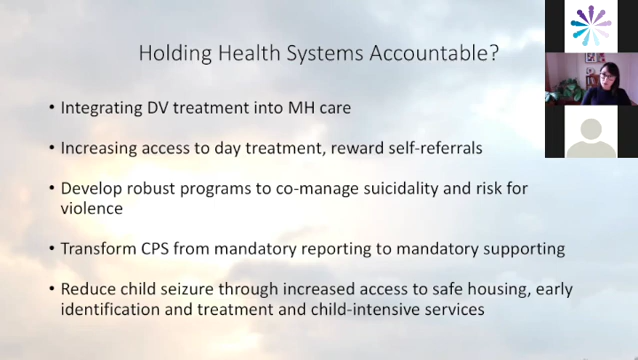 Holding Health Systems Accountable?
• Integrating DV treatment into MH care
• Increasing access to day treatment, reward self-referrals
• Develop robust programs to co-manage suicidality and risk for
violence
• Transform CPS from mandatory reporting to mandatory supporting
• Reduce child seizure through increased access to safe housing, early
identification and treatment and child-intensive services